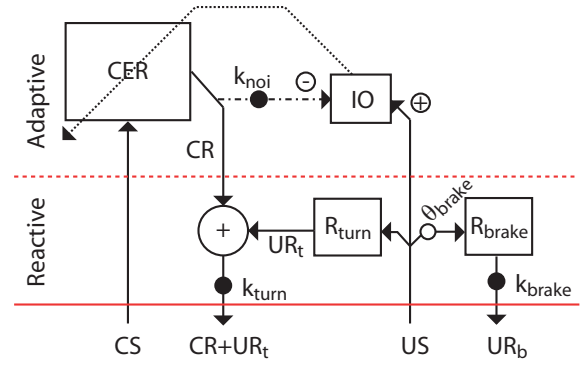 Adaptive
CER
k_noi
-
IO
+
CR
Reactive
+
UR_t
R_turn
θ_brake
R_brake
k_turn
k_brake
CS
CR+UR_t
US
UR_b